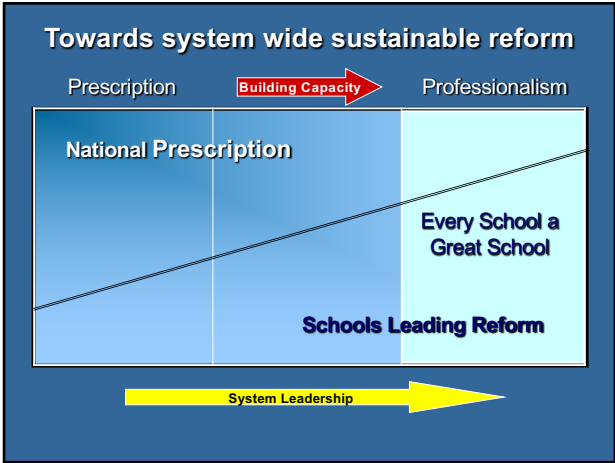 Towards system wide sustainable reform
Prescription Building Capacity Professionalism
National Prescription
Every School a
Great School
Schools Leading Reform
System Leadership